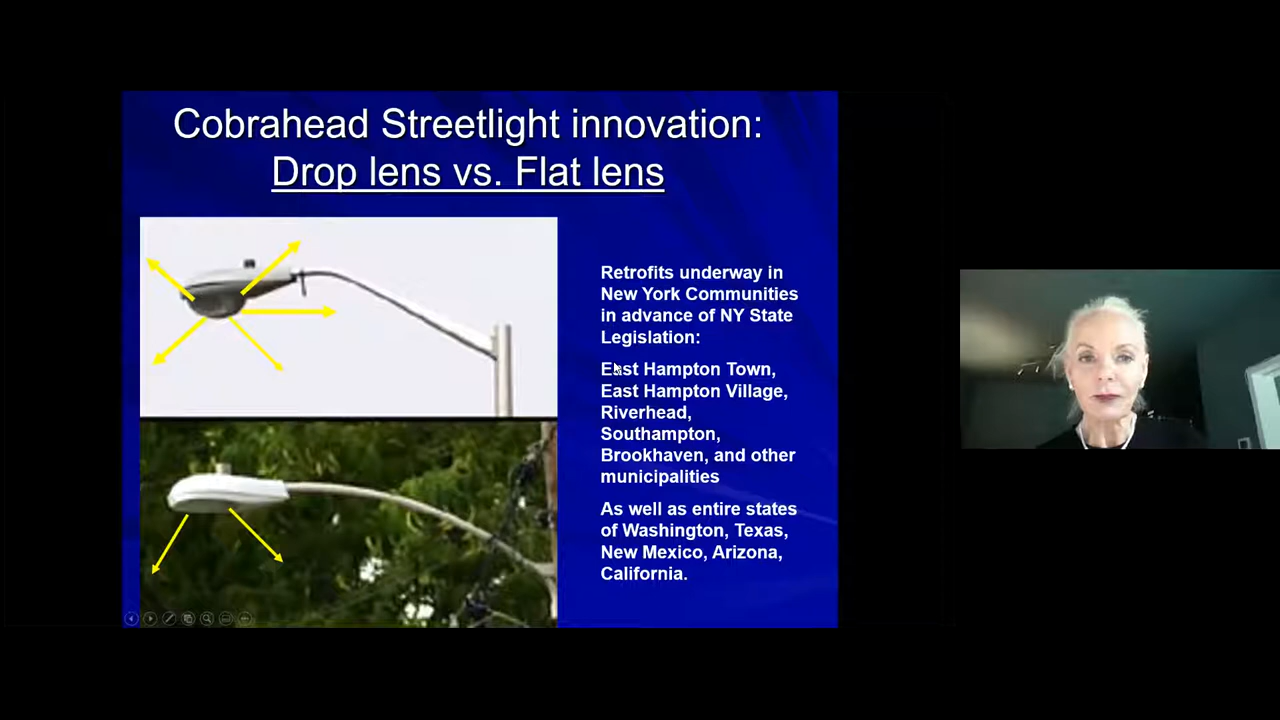 Cobrahead Streetlight innovation:
Drop lens vs. Flat lens
Retrofits underway in
New York Communities
in advance of NY State
Legislation:
East Hampton Town,
East Hampton Village,
Riverhead,
Southampton,
Brookhaven, and other
municipalities
As well as entire states
of Washington, Texas,
New Mexico, Arizona,
California.